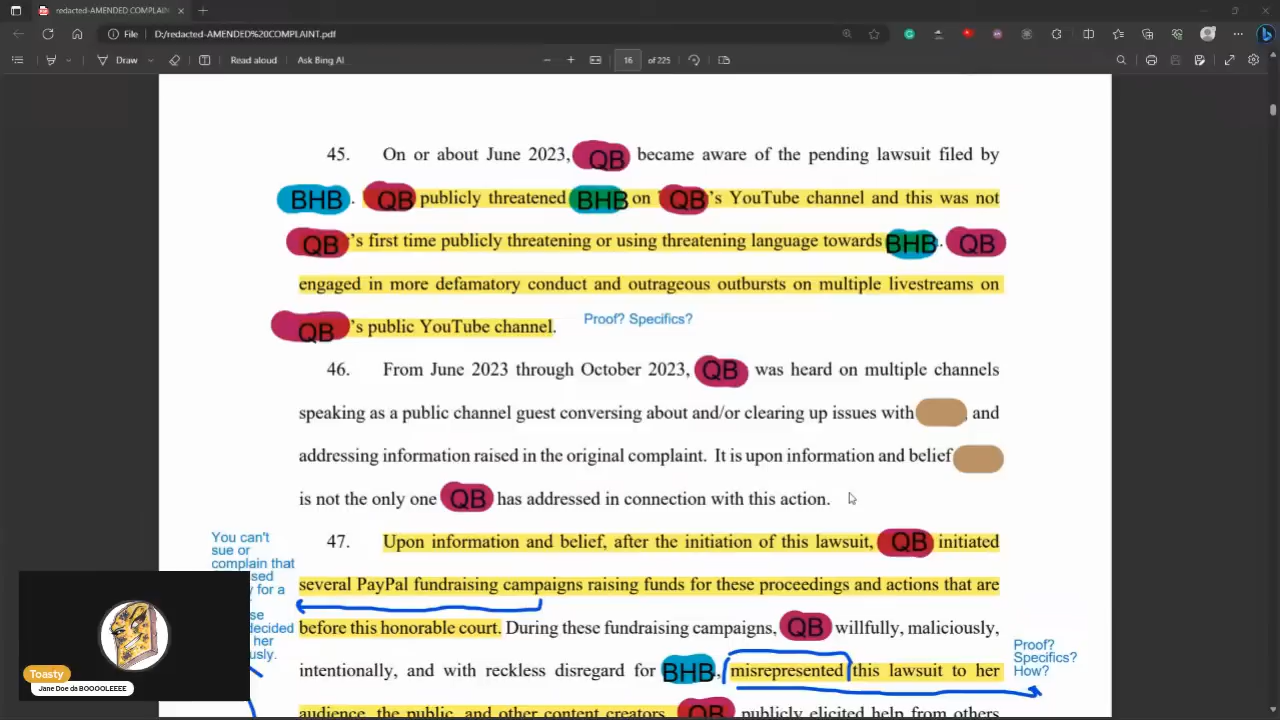 redacted-AMENDED COMPLAINT.pdf
File D:/redacted-AMENDED%20COMPLAINT.pdf
Draw Read aloud Ask Bing AI 16 of 225
45. On or about June 2023, QB became aware of the pending lawsuit filed by
BHB. QB publicly threatened BHB on QB's YouTube channel and this was not
QB's first time publicly threatening or using threatening language towards BHB. QB
engaged in more defamatory conduct and outrageous outbursts on multiple livestreams on
QB's public YouTube channel. Proof? Specifics?
46. From June 2023 through October 2023, QB was heard on multiple channels
speaking as a public channel guest conversing about and/or clearing up issues with and
addressing information raised in the original complaint. It is upon information and belief
is not the only one QB has addressed in connection with this action.
You can't
sue or
complain that
47. Upon information and belief, after the initiation of this lawsuit, QB initiated
several PayPal fundraising campaigns raising funds for these proceedings and actions that are
before this honorable court. During these fundraising campaigns, QB willfully, maliciously,
intentionally, and with reckless disregard for BHB, misrepresented this lawsuit to her
audience, the public, and other content creators. QB publicly elicited help from others
for a
decided
her
Proof?
Specifics?
How?
Toasty
Jane Doe da BOOOOLEEEE